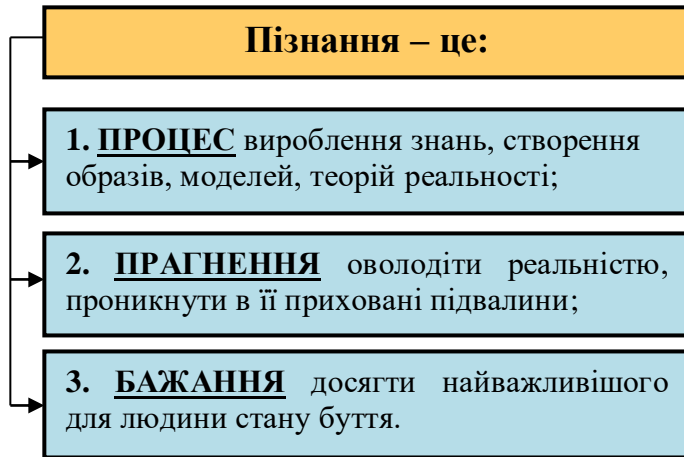 Пізнання – це:
1. ПРОЦЕС вироблення знань, створення
образів, моделей, теорій реальності;
2. ПРАГНЕННЯ оволодіти реальністю,
проникнути в її приховані підвалини;
3. БАЖАННЯ досягти найважливішого
для людини стану буття.